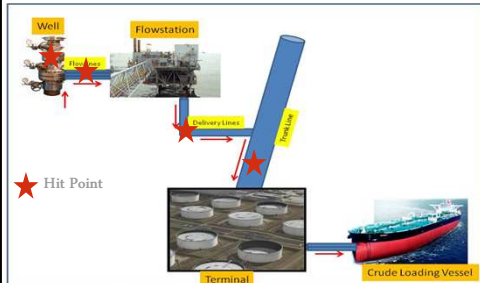 Well
Flowstation
Flowlines
Delivery Lines
Trunk Line
Hit Point
Terminal
Crude Loading Vessel